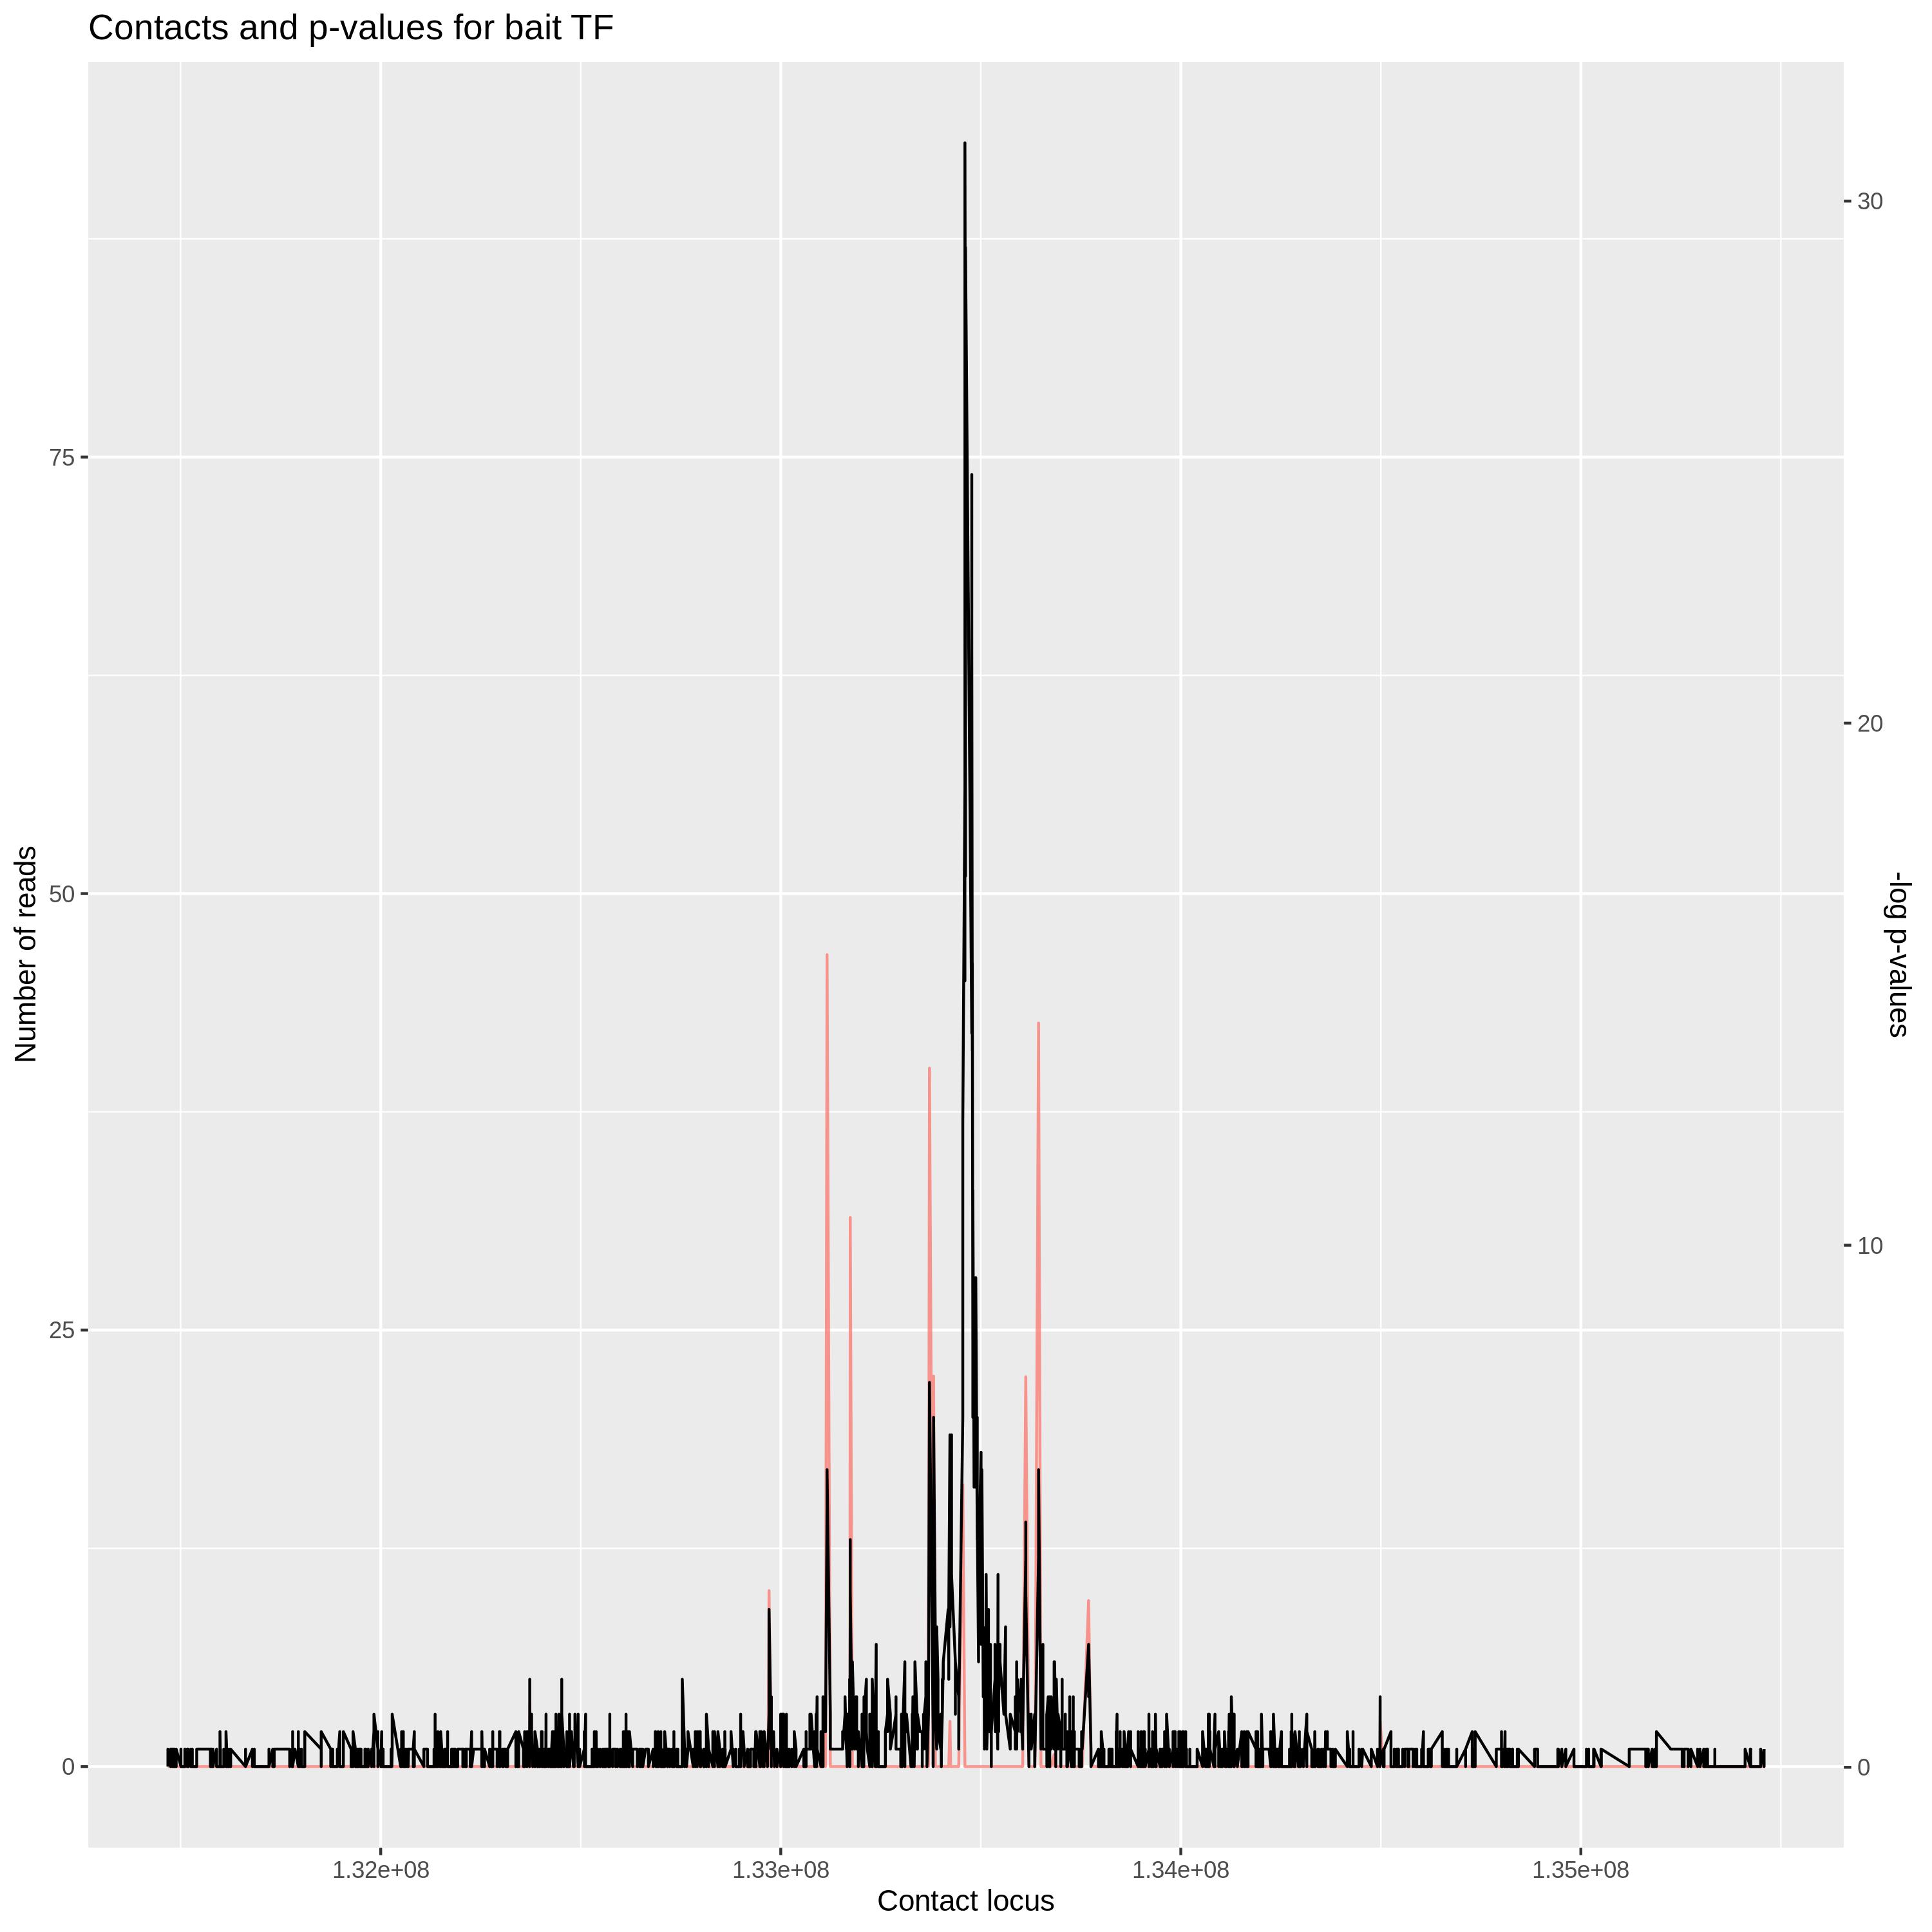 Contacts and p-values for bait TF
75
50
25
0
30
20
10
0
Number of reads
-log p-values
1.32e+08 1.33e+08 1.34e+08 1.35e+08
Contact locus